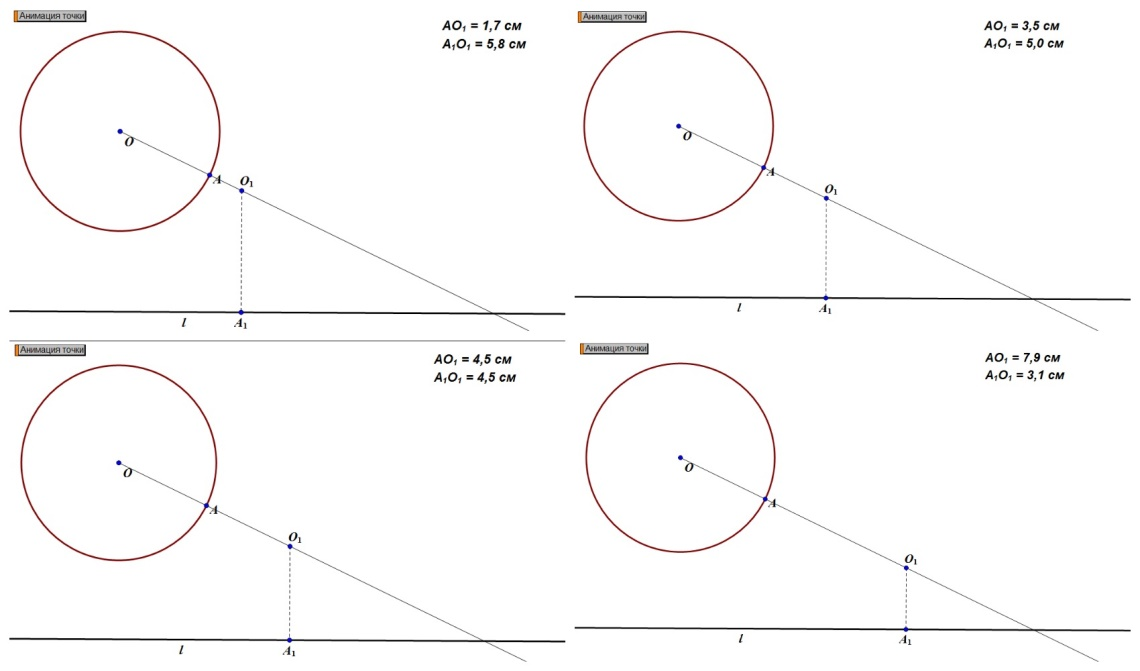 Анимация точки
AO₁ = 1,7 см
A₁O₁ = 5,8 см
O
A
O₁
l
A₁
Анимация точки
AO₁ = 3,5 см
A₁O₁ = 5,0 см
O
A
O₁
l
A₁
Анимация точки
AO₁ = 4,5 см
A₁O₁ = 4,5 см
O
A
O₁
l
A₁
Анимация точки
AO₁ = 7,9 см
A₁O₁ = 3,1 см
O
A
O₁
l
A₁